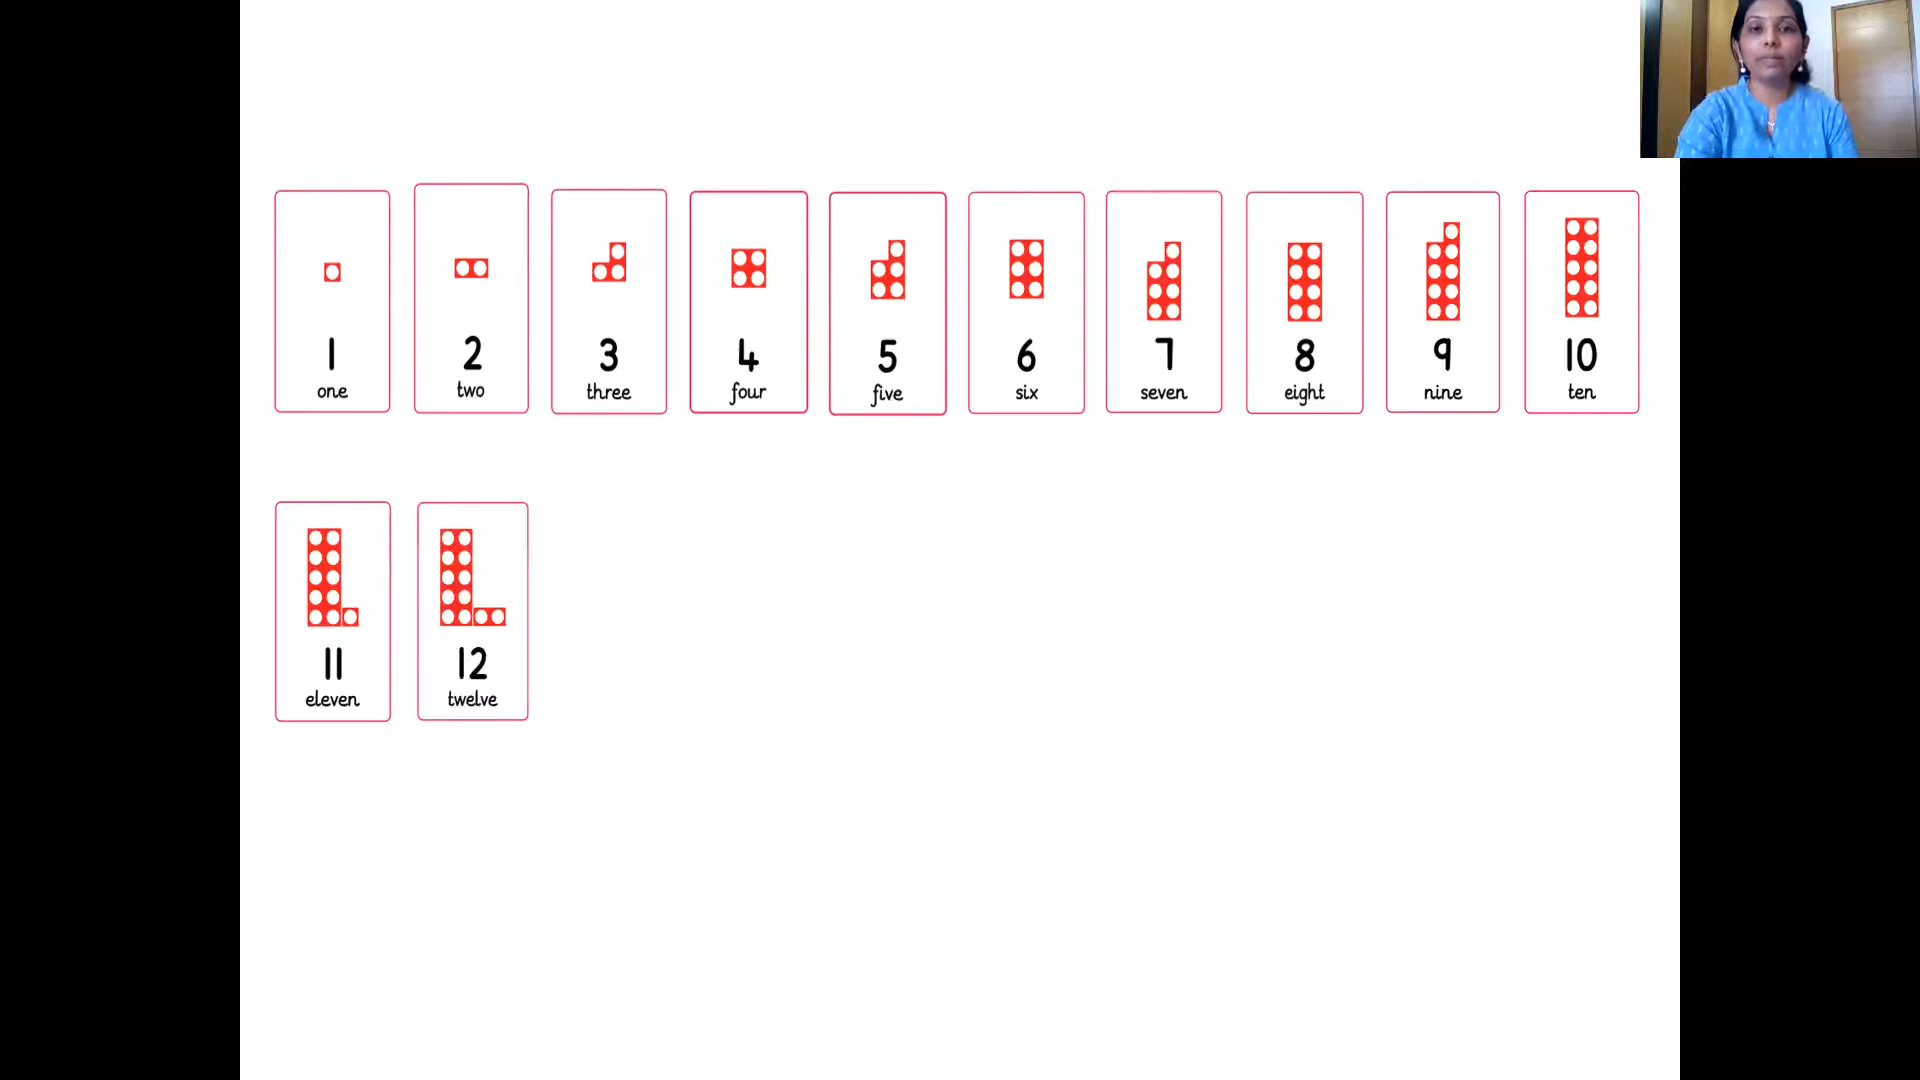 1 2 3 4 5 6 7 8 9 10
one two three four five six seven eight nine ten
11 12
eleven twelve